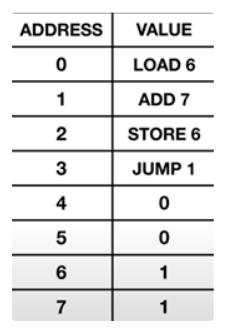 ADDRESS VALUE
0 LOAD 6
1 ADD 7
2 STORE 6
3 JUMP 1
4 0
5 0
6 1
7 1